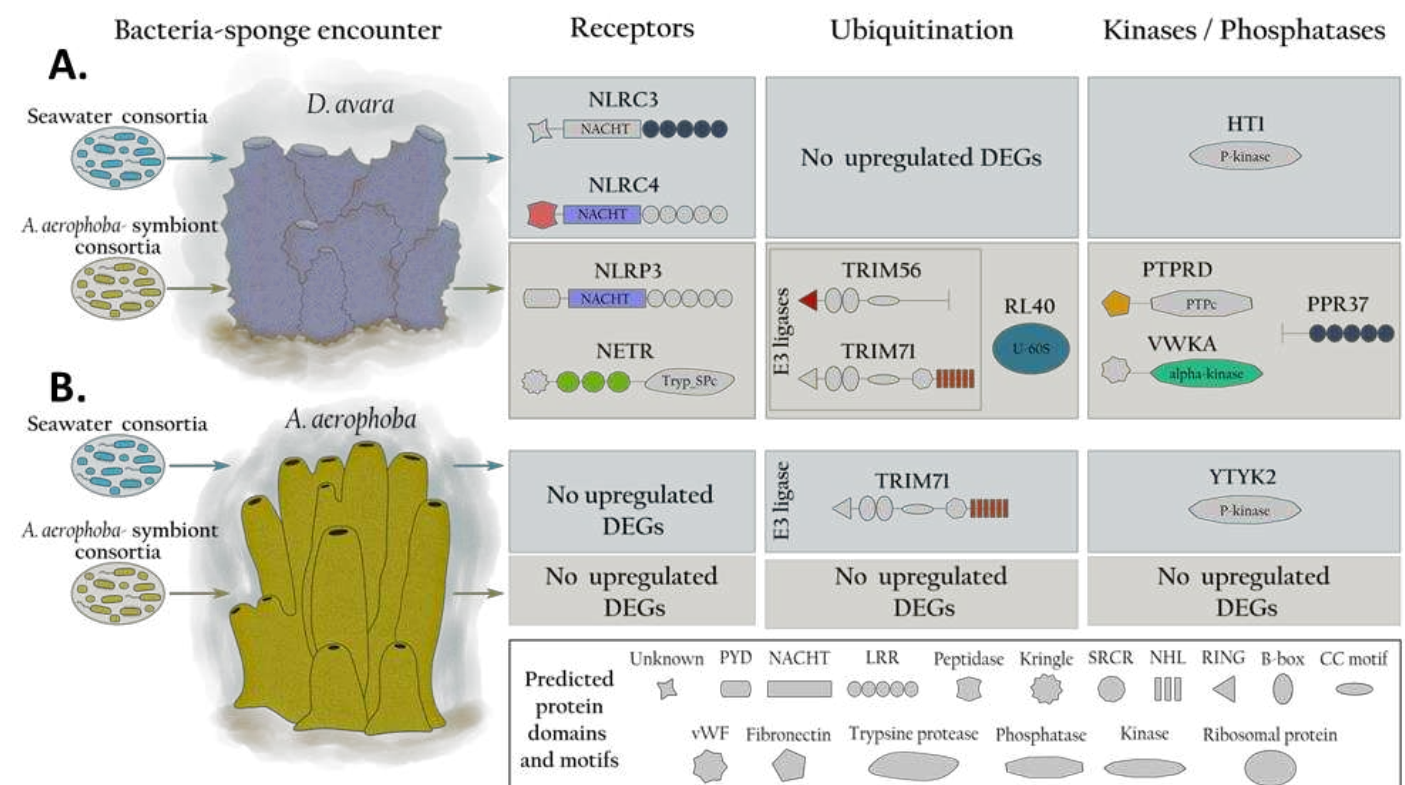 Bacteria-sponge encounter
Receptors
Ubiquitination
Kinases / Phosphatases
A.
D. avara
Seawater consortia
A. aerophoba- symbiont
consortia
NLRC3
NACHT
NLRC4
NACHT
No upregulated DEGs
HTI
P-kinase
NLRP3
NACHT
NETR
Tryp_SPc
E3 ligases
TRIM56
TRIM71
RL40
U-60S
PTPRD
PTPc
VWKA
alpha-kinase
PPR37
B.
A. aerophoba
Seawater consortia
A. aerophoba- symbiont
consortia
No upregulated
DEGs
E3 ligase
TRIM71
YTYK2
P-kinase
No upregulated
DEGs
No upregulated
DEGs
No upregulated
DEGs
Predicted
protein
domains
and motifs
Unknown PYD NACHT LRR Peptidase Kringle SRCR NHL RING B-box CC motif
vWF Fibronectin Trypsine protease Phosphatase Kinase Ribosomal protein